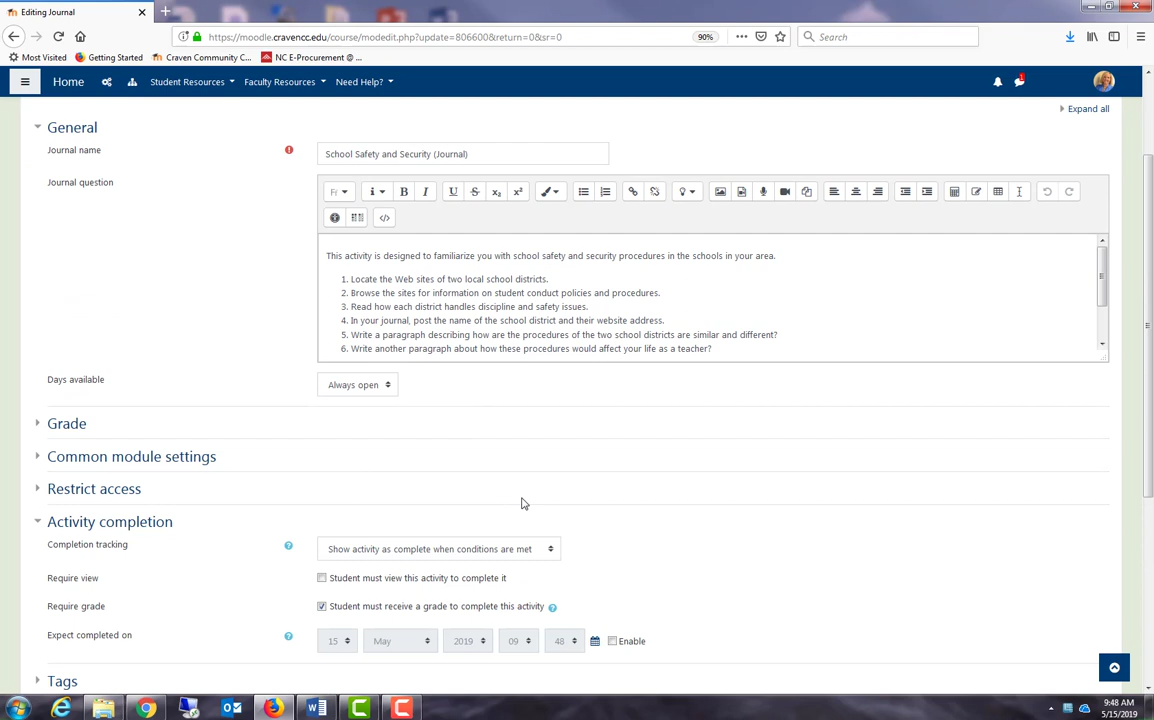 Editing Journal
https://moodle.cravencc.edu/course/modedit.php?update=806600&return=0&sr=0
90%
Search
Most Visited Getting Started Craven Community C... NC E-Procurement @ ...
Home Student Resources Faculty Resources Need Help? 1
Expand all
General
Journal name
School Safety and Security (Journal)
Journal question
This activity is designed to familiarize you with school safety and security procedures in the schools in your area.
1. Locate the Web sites of two local school districts.
2. Browse the sites for information on student conduct policies and procedures.
3. Read how each district handles discipline and safety issues.
4. In your journal, post the name of the school district and their website address.
5. Write a paragraph describing how are the procedures of the two school districts are similar and different?
6. Write another paragraph about how these procedures would affect your life as a teacher?
Days available
Always open
Grade
Common module settings
Restrict access
Activity completion
Completion tracking
Show activity as complete when conditions are met
Require view
Student must view this activity to complete it
Require grade
Student must receive a grade to complete this activity
Expect completed on
15 May 2019 09 48 Enable
Tags
9:48 AM
5/15/2019